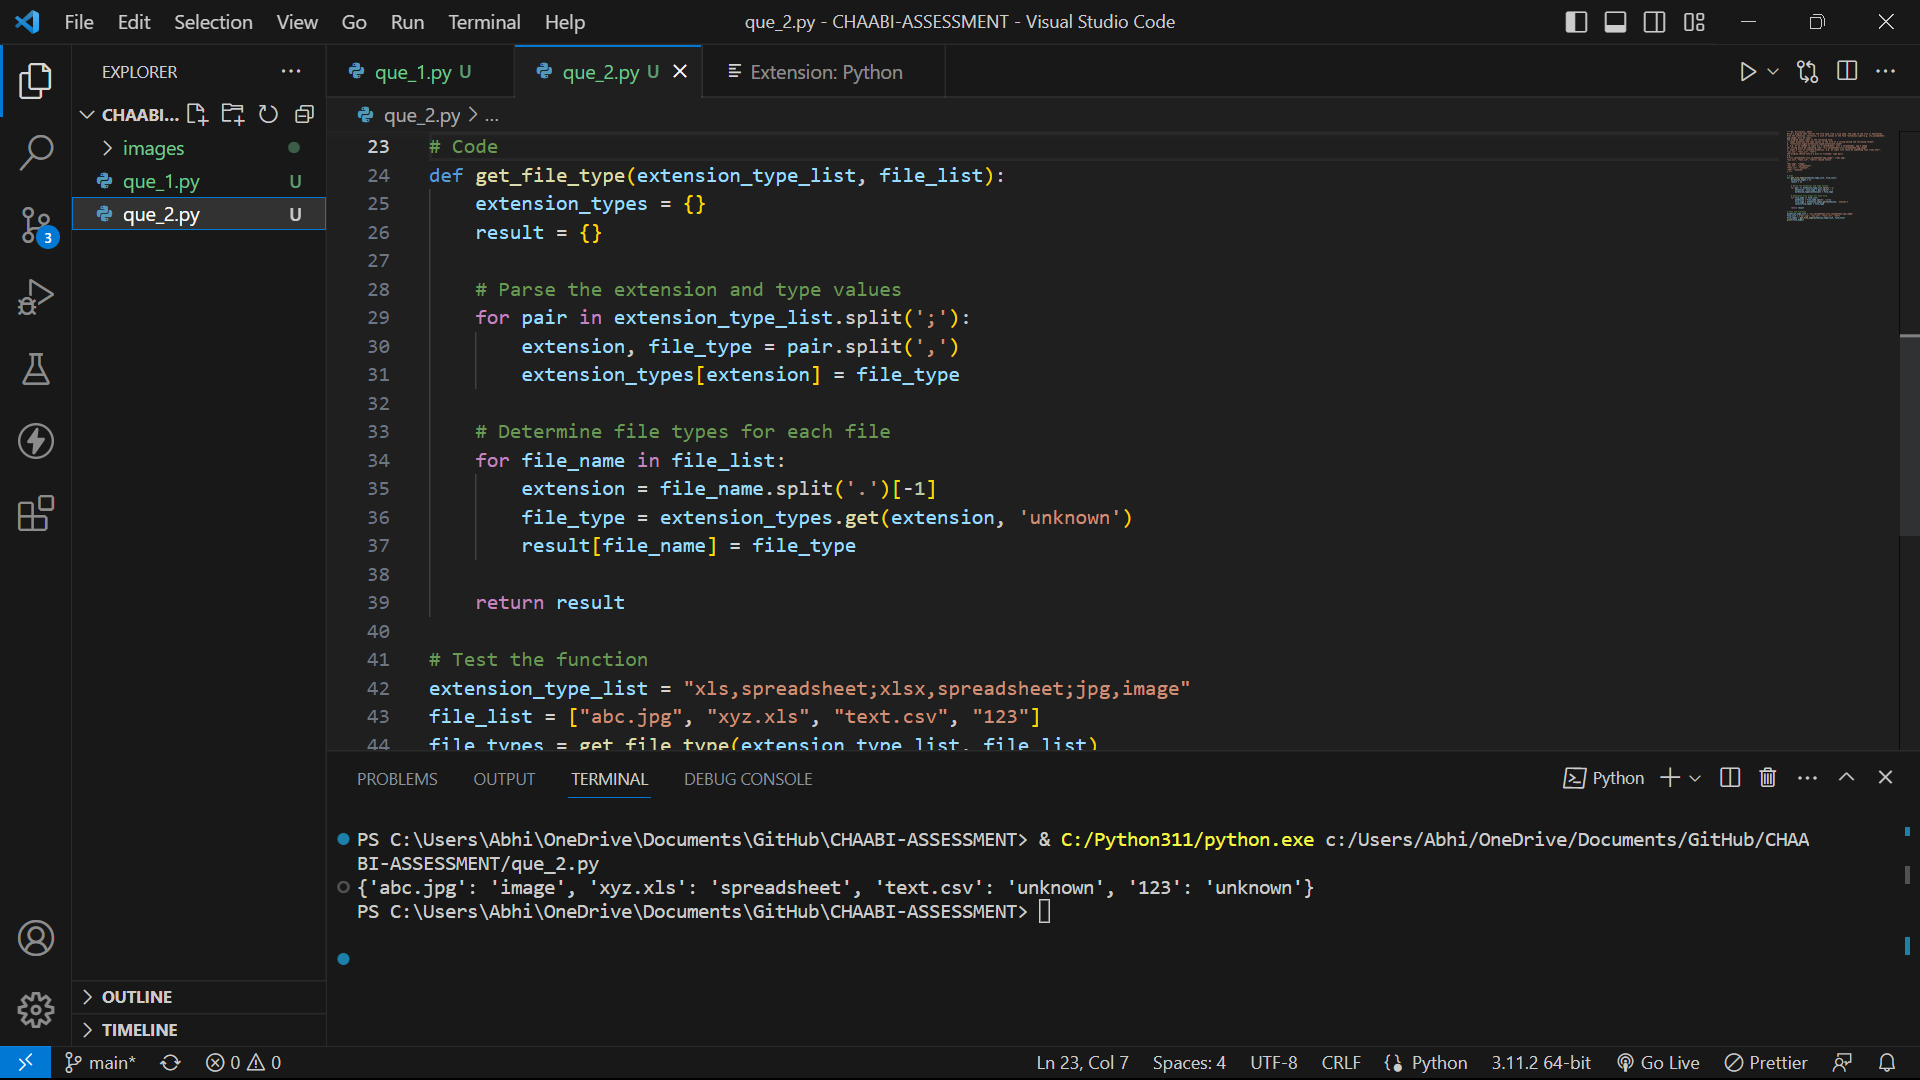 File Edit Selection View Go Run Terminal Help
que_2.py - CHAABI-ASSESSMENT - Visual Studio Code
EXPLORER ...
CHAABI...
images
que_1.py U
que_2.py U
3
OUTLINE
TIMELINE
que_1.py U
que_2.py U
Extension: Python
que_2.py > ...
23 # Code
24 def get_file_type(extension_type_list, file_list):
25     extension_types = {}
26     result = {}
27
28     # Parse the extension and type values
29     for pair in extension_type_list.split(';'):
30         extension, file_type = pair.split(',')
31         extension_types[extension] = file_type
32
33     # Determine file types for each file
34     for file_name in file_list:
35         extension = file_name.split('.')[-1]
36         file_type = extension_types.get(extension, 'unknown')
37         result[file_name] = file_type
38
39     return result
40
41 # Test the function
42 extension_type_list = "xls,spreadsheet;xlsx,spreadsheet;jpg,image"
43 file_list = ["abc.jpg", "xyz.xls", "text.csv", "123"]
44 file_types = get_file_type(extension_type_list, file_list)
PROBLEMS OUTPUT TERMINAL DEBUG CONSOLE
Python
PS C:\Users\Abhi\OneDrive\Documents\GitHub\CHAABI-ASSESSMENT> & C:/Python311/python.exe c:/Users/Abhi/OneDrive/Documents/GitHub/CHAA
BI-ASSESSMENT/que_2.py
{'abc.jpg': 'image', 'xyz.xls': 'spreadsheet', 'text.csv': 'unknown', '123': 'unknown'}
PS C:\Users\Abhi\OneDrive\Documents\GitHub\CHAABI-ASSESSMENT>
main* 0 0 Ln 23, Col 7 Spaces: 4 UTF-8 CRLF Python 3.11.2 64-bit Go Live Prettier